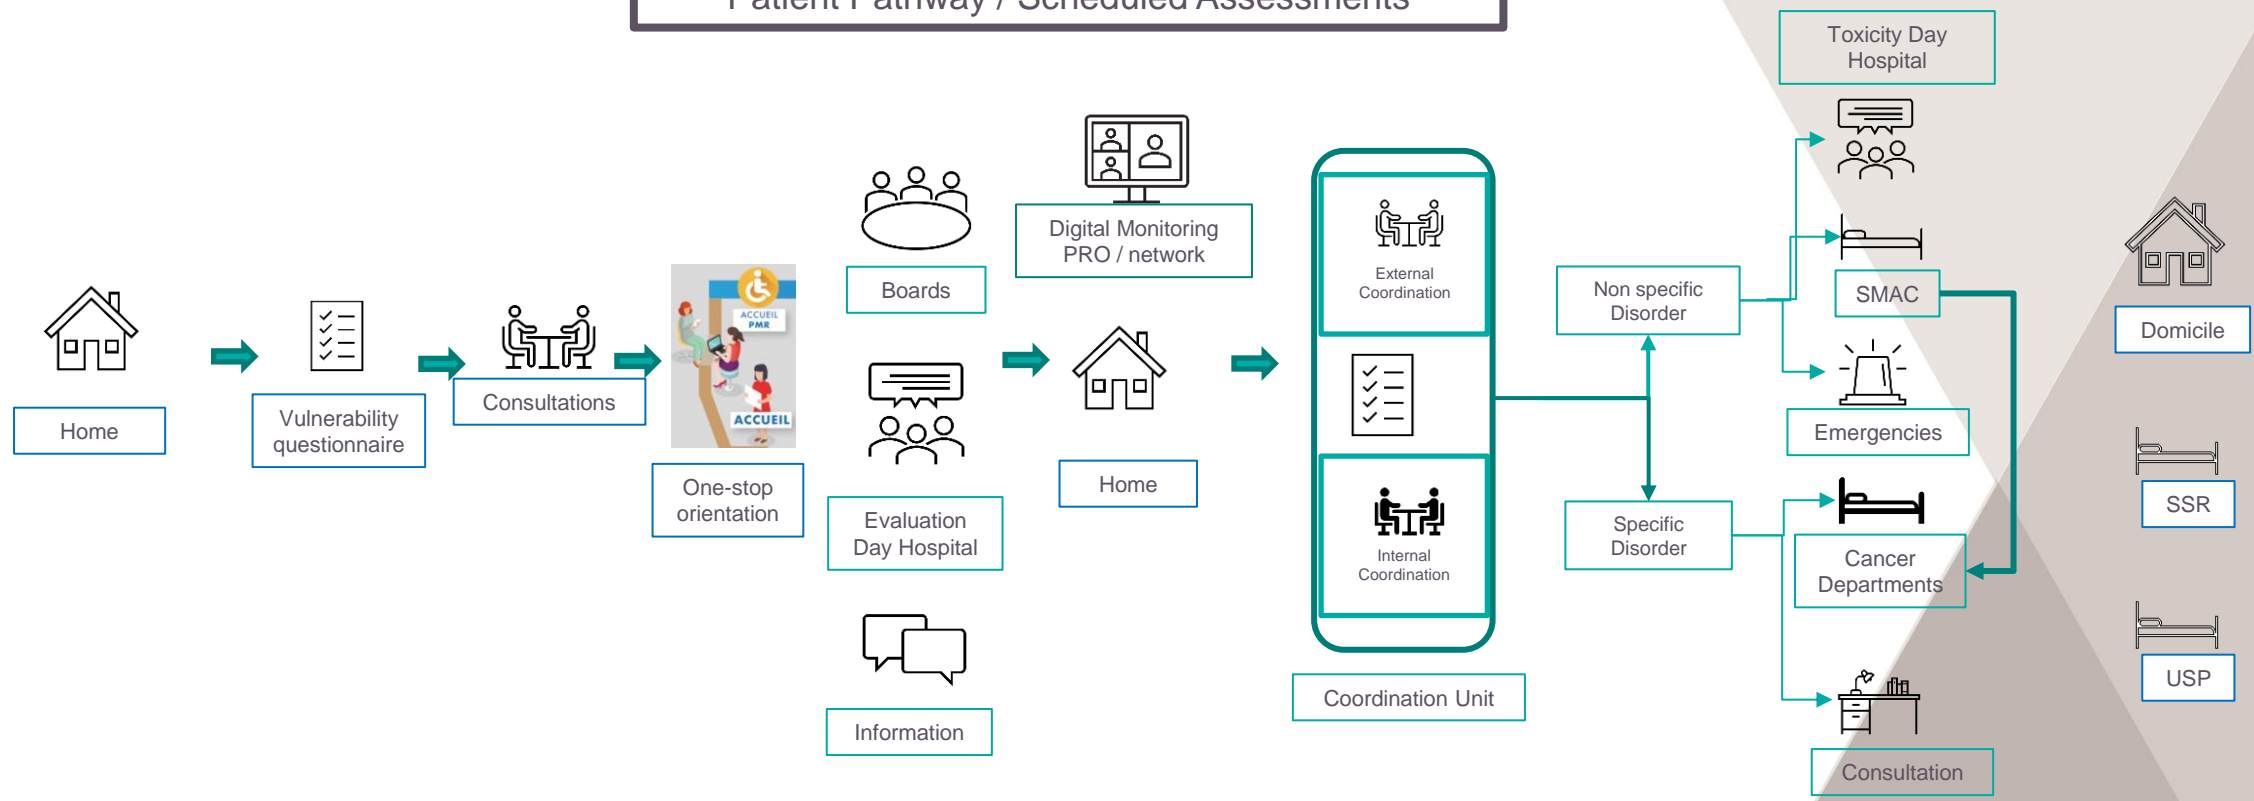 Patient Pathway / Scheduled Assessments
Home
Vulnerability
questionnaire
Consultations
ACCUEIL
PMR
ACCUEIL
One-stop
orientation
Boards
Evaluation
Day Hospital
Information
Digital Monitoring
PRO / network
Home
External
Coordination
Internal
Coordination
Coordination Unit
Non specific
Disorder
Specific
Disorder
Toxicity Day
Hospital
SMAC
Emergencies
Cancer
Departments
Consultation
Domicile
SSR
USP